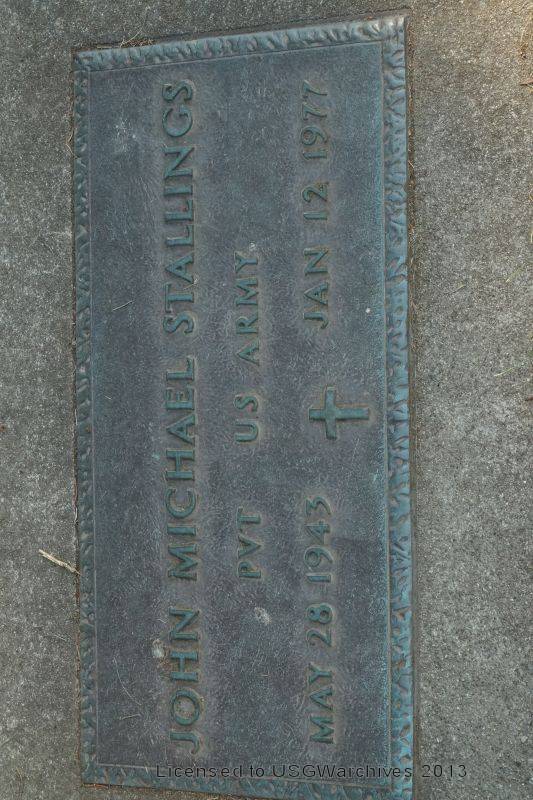 JOHN MICHAEL STALLINGS
PVT US ARMY
MAY 28 1943 JAN 12 1977
Licensed to USGWarchives 2013